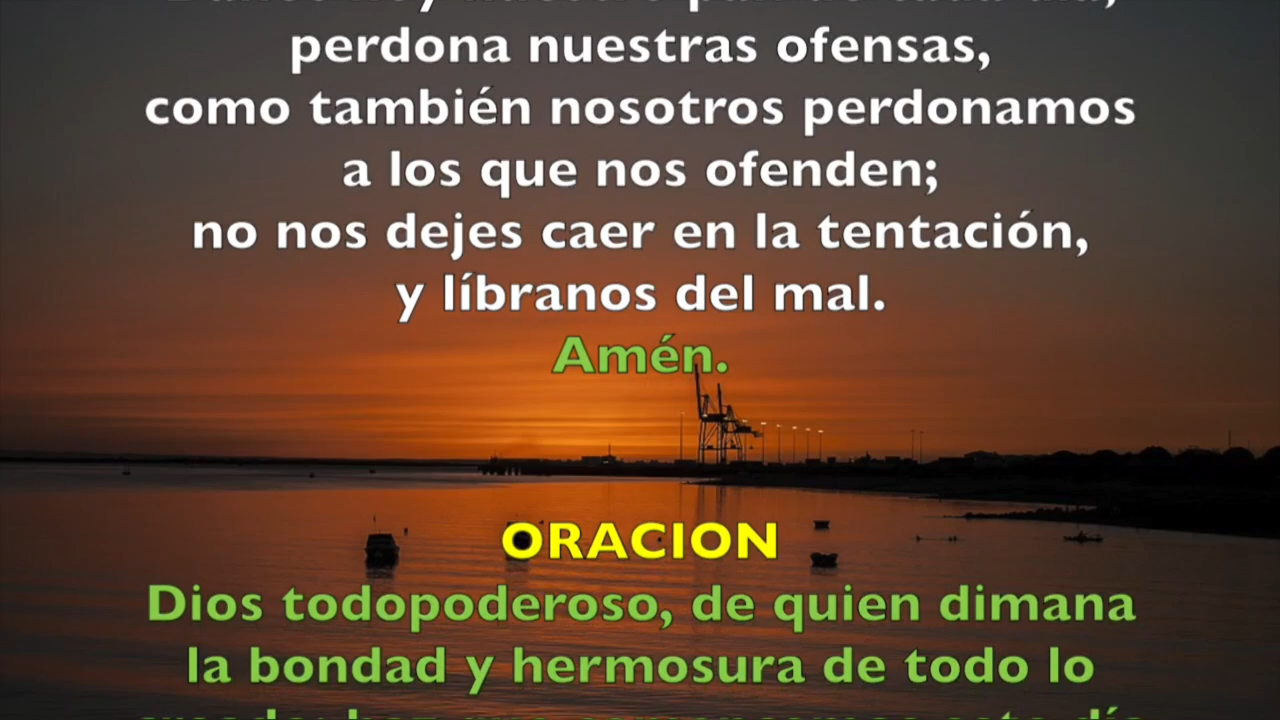 perdona nuestras ofensas,
como también nosotros perdonamos
a los que nos ofenden;
no nos dejes caer en la tentación,
y líbranos del mal.
Amén.
ORACION
Dios todopoderoso, de quien dimana
la bondad y hermosura de todo lo